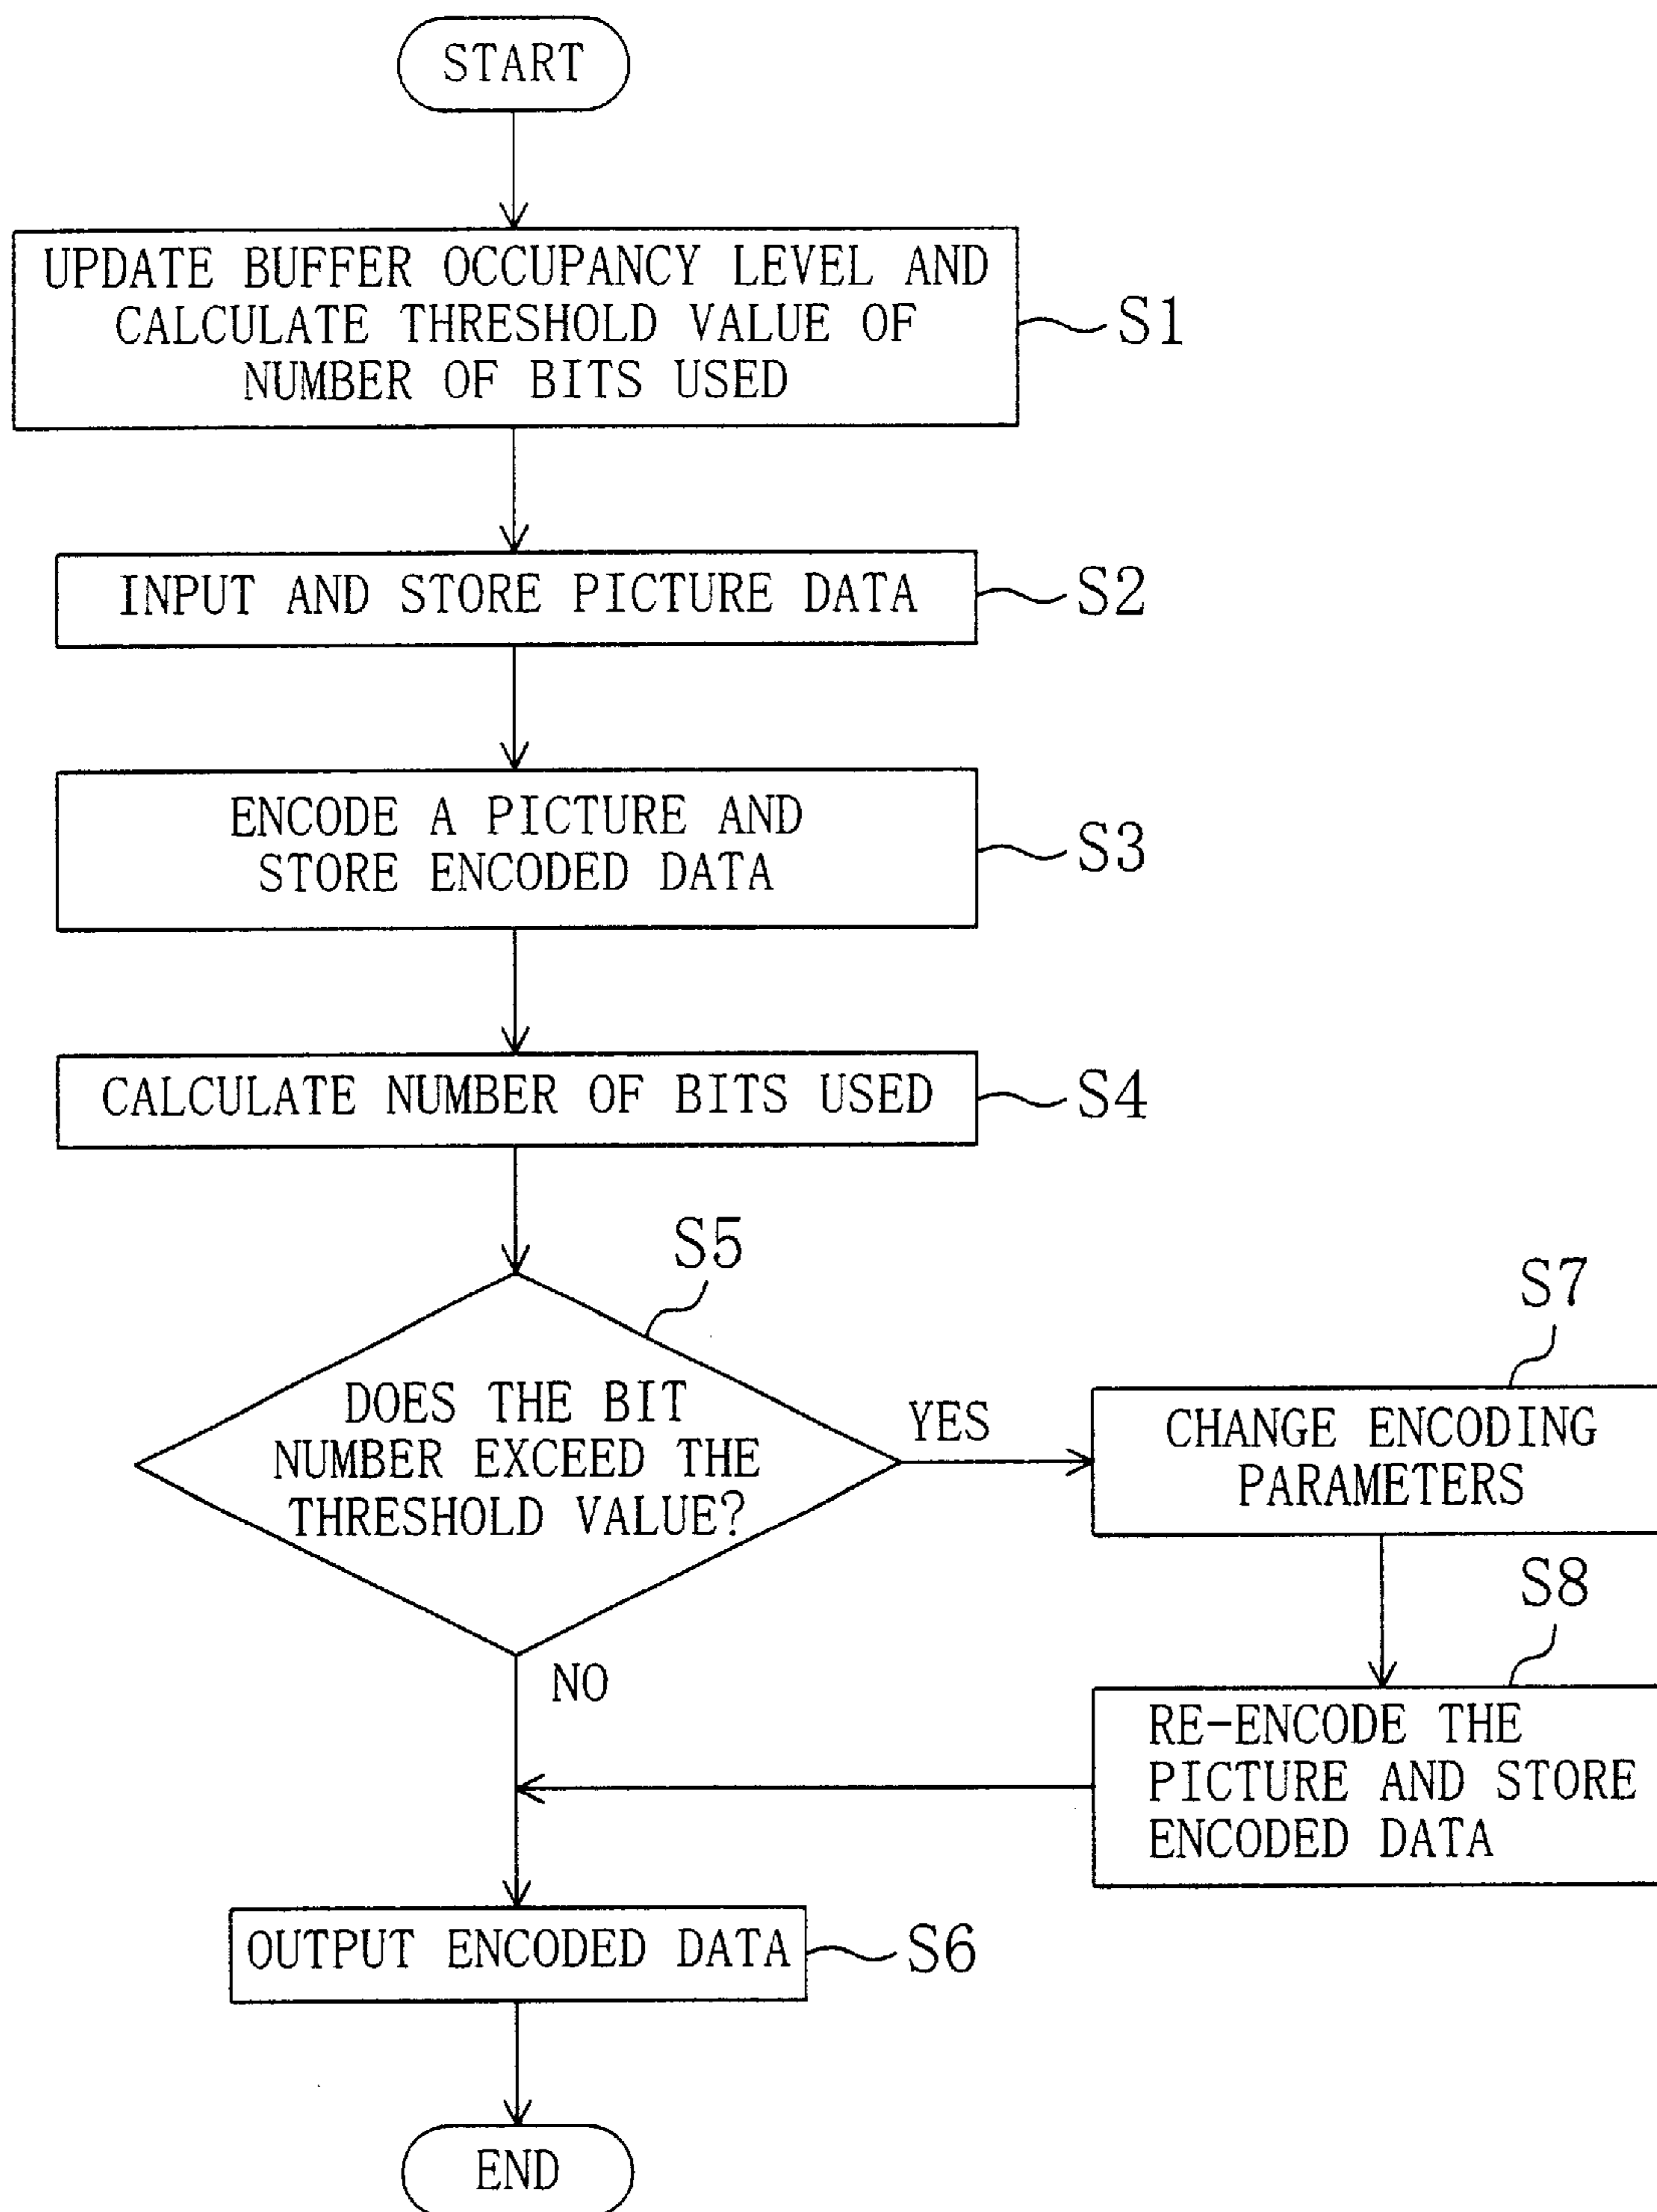 START
UPDATE BUFFER OCCUPANCY LEVEL AND
CALCULATE THRESHOLD VALUE OF
NUMBER OF BITS USED
S1
INPUT AND STORE PICTURE DATA
S2
ENCODE A PICTURE AND
STORE ENCODED DATA
S3
CALCULATE NUMBER OF BITS USED
S4
S5
DOES THE BIT
NUMBER EXCEED THE
THRESHOLD VALUE?
YES
NO
S7
CHANGE ENCODING
PARAMETERS
S8
RE-ENCODE THE
PICTURE AND STORE
ENCODED DATA
OUTPUT ENCODED DATA
S6
END